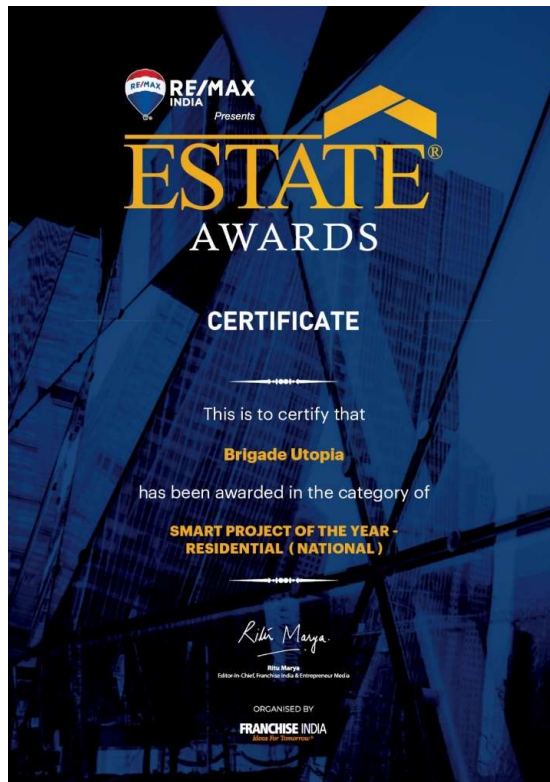 RE/MAX
RE/MAX
INDIA
Presents
ESTATE®
AWARDS
CERTIFICATE
This is to certify that
Brigade Utopia
has been awarded in the category of
SMART PROJECT OF THE YEAR -
RESIDENTIAL ( NATIONAL )
Ritu Marya.
Ritu Marya
Editor-In-Chief, Franchise India & Entrepreneur Media
ORGANISED BY
FRANCHISE INDIA
Ideas For Tomorrow®